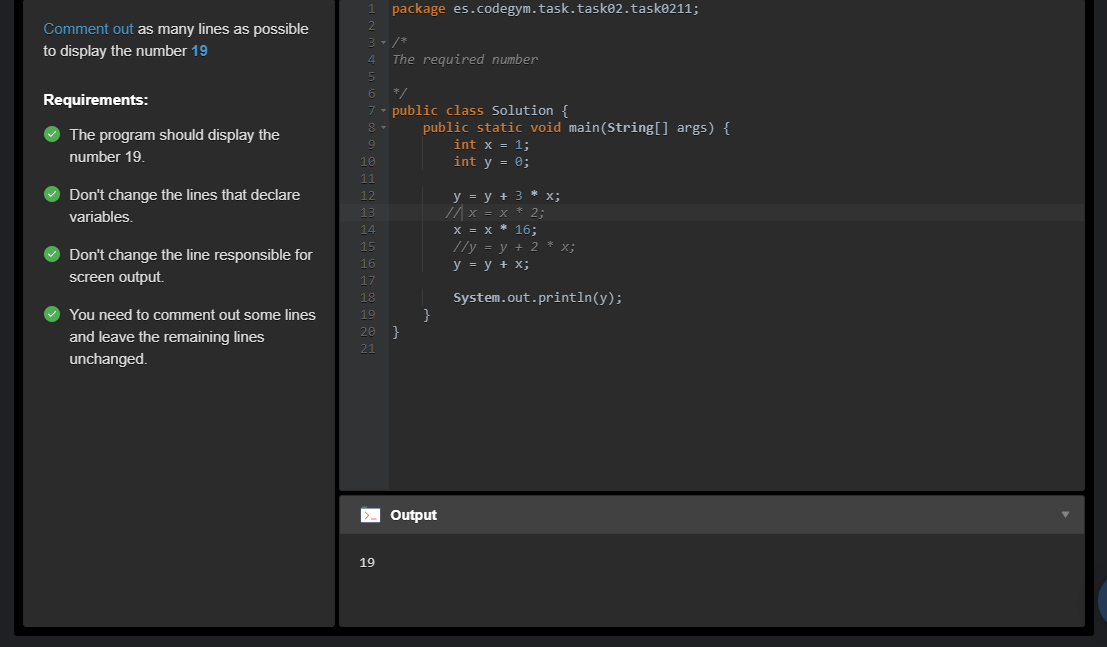 Comment out as many lines as possible
to display the number 19
Requirements:
The program should display the
number 19.
Don't change the lines that declare
variables.
Don't change the line responsible for
screen output.
You need to comment out some lines
and leave the remaining lines
unchanged.
1 package es.codegym.task.task02.task0211;
2
3 /*
4 The required number
5
6 */
7 public class Solution {
8     public static void main(String[] args) {
9         int x = 1;
10         int y = 0;
11
12         y = y + 3 * x;
13        // x = x * 2;
14         x = x * 16;
15         //y = y + 2 * x;
16         y = y + x;
17
18         System.out.println(y);
19     }
20 }
21
Output
19